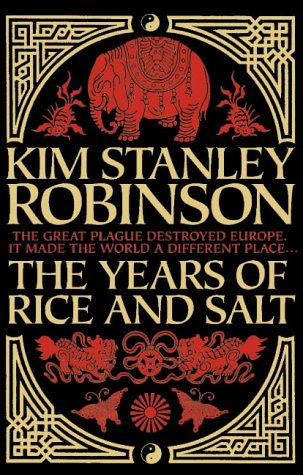 KIM STANLEY
ROBINSON
THE GREAT PLAGUE DESTROYED EUROPE.
IT MADE THE WORLD A DIFFERENT PLACE...
THE YEARS OF
RICE AND SALT